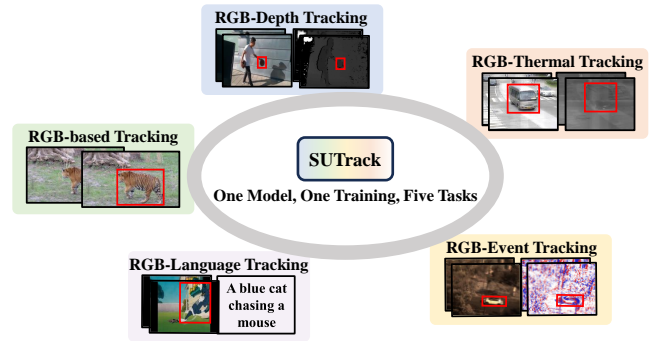 RGB-Depth Tracking
RGB-Thermal Tracking
RGB-based Tracking
SUTrack
One Model, One Training, Five Tasks
RGB-Language Tracking
A blue cat
chasing a
mouse
RGB-Event Tracking